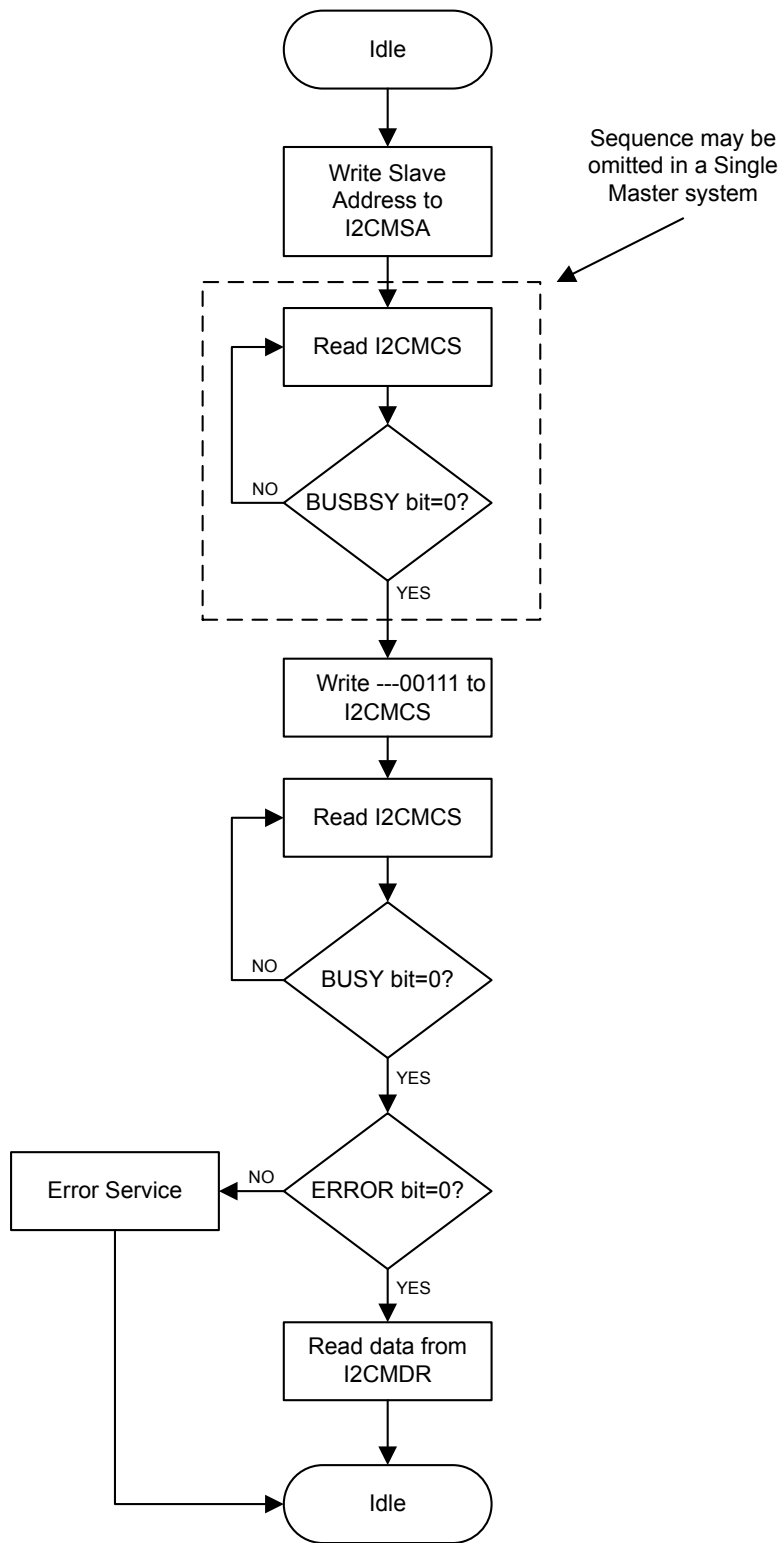 Idle
Sequence may be
omitted in a Single
Master system
Write Slave
Address to
I2CMSA
Read I2CMCS
NO
BUSBSY bit=0?
YES
Write ---00111 to
I2CMCS
Read I2CMCS
NO
BUSY bit=0?
YES
Error Service
NO
ERROR bit=0?
YES
Read data from
I2CMDR
Idle